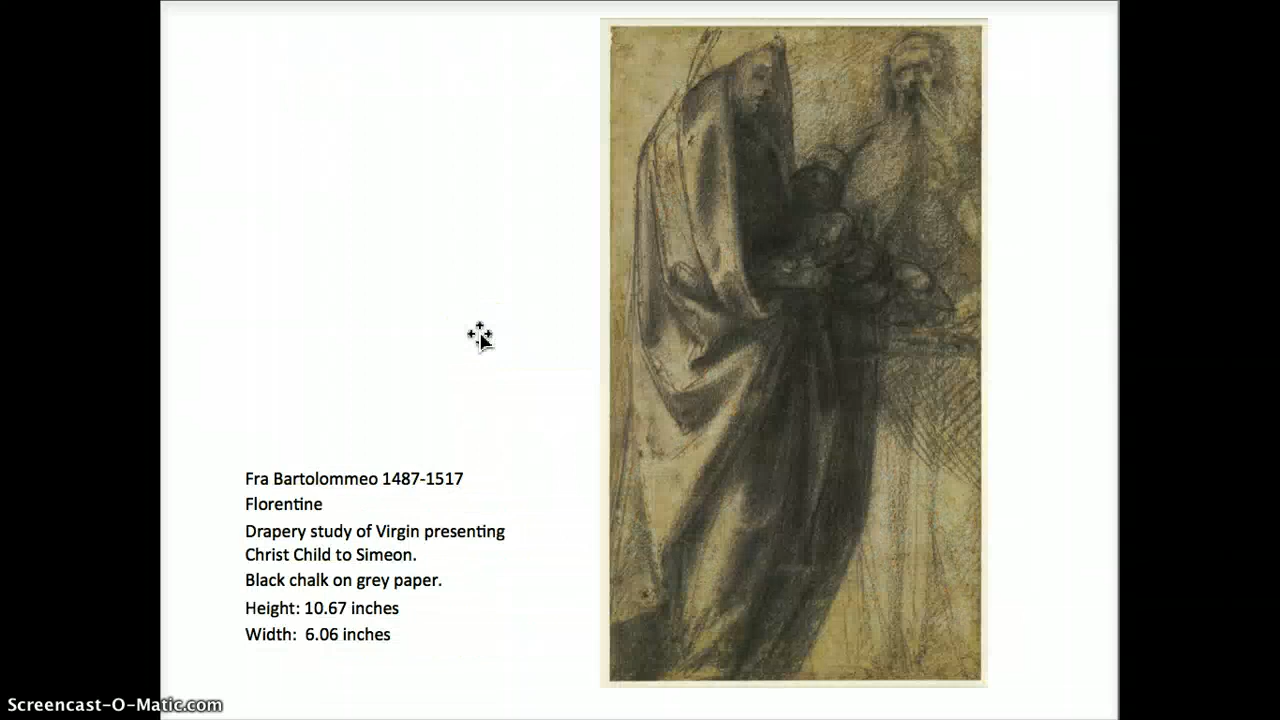 Fra Bartolommeo 1487-1517
Florentine
Drapery study of Virgin presenting
Christ Child to Simeon.
Black chalk on grey paper.
Height: 10.67 inches
Width:  6.06 inches
Screencast-O-Matic.com